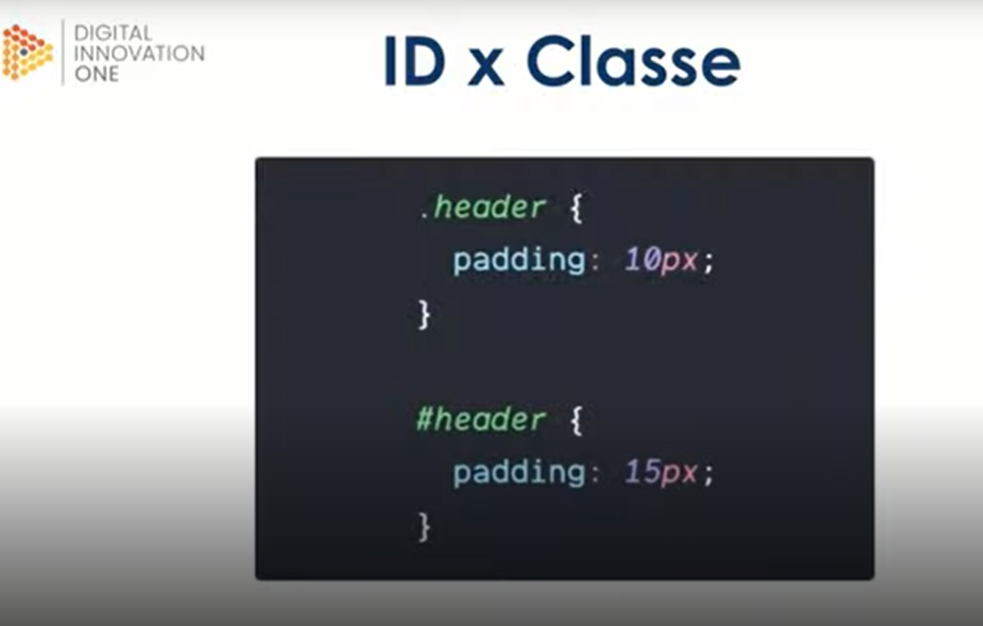 DIGITAL
INNOVATION
ONE
ID x Classe
.header {
padding: 10px;
}
#header {
padding: 15px;
}